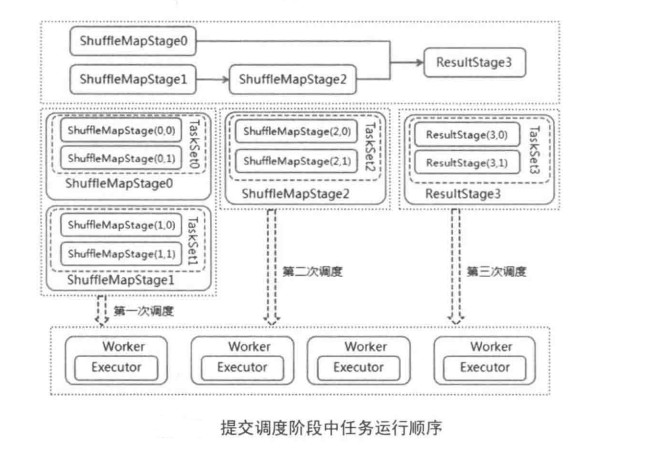 ShuffleMapStage0
ShuffleMapStage1
ShuffleMapStage2
ResultStage3
ShuffleMapStage(0,0)
ShuffleMapStage(0,1)
TaskSet0
ShuffleMapStage0
ShuffleMapStage(1,0)
ShuffleMapStage(1,1)
TaskSet1
ShuffleMapStage1
ShuffleMapStage(2,0)
ShuffleMapStage(2,1)
TaskSet2
ShuffleMapStage2
ResultStage(3,0)
ResultStage(3,1)
TaskSet3
ResultStage3
第一次调度
第二次调度
第三次调度
Worker
Executor
Worker
Executor
Worker
Executor
Worker
Executor
提交调度阶段中任务运行顺序